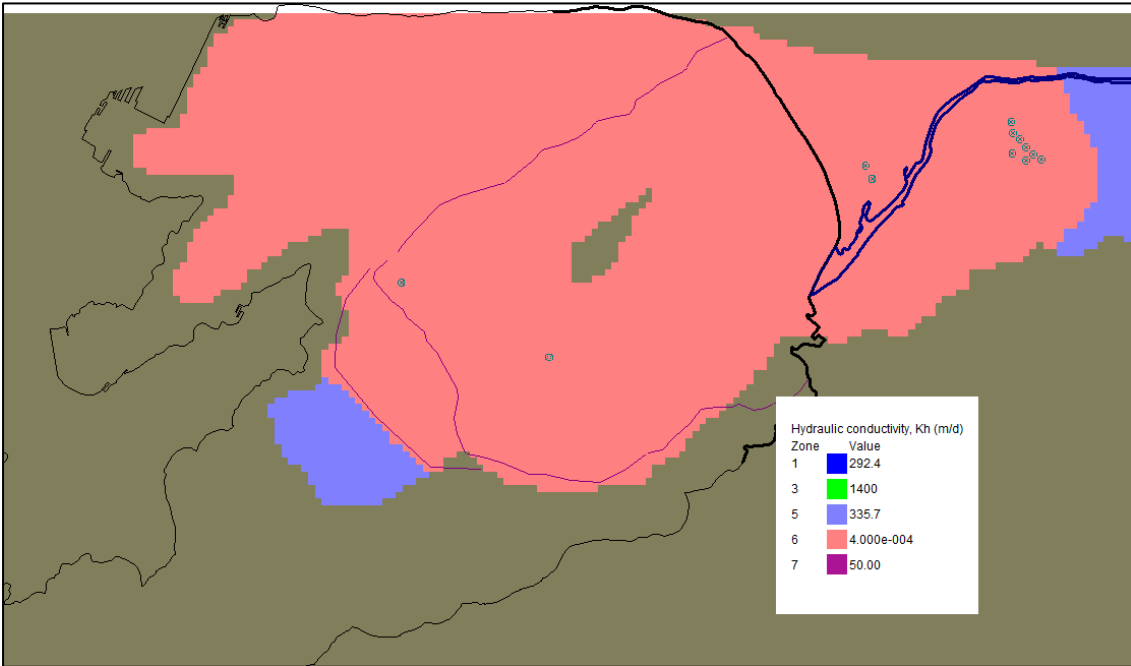 Hydraulic conductivity, Kh (m/d)
Zone Value
1 292.4
3 1400
5 335.7
6 4.000e-004
7 50.00